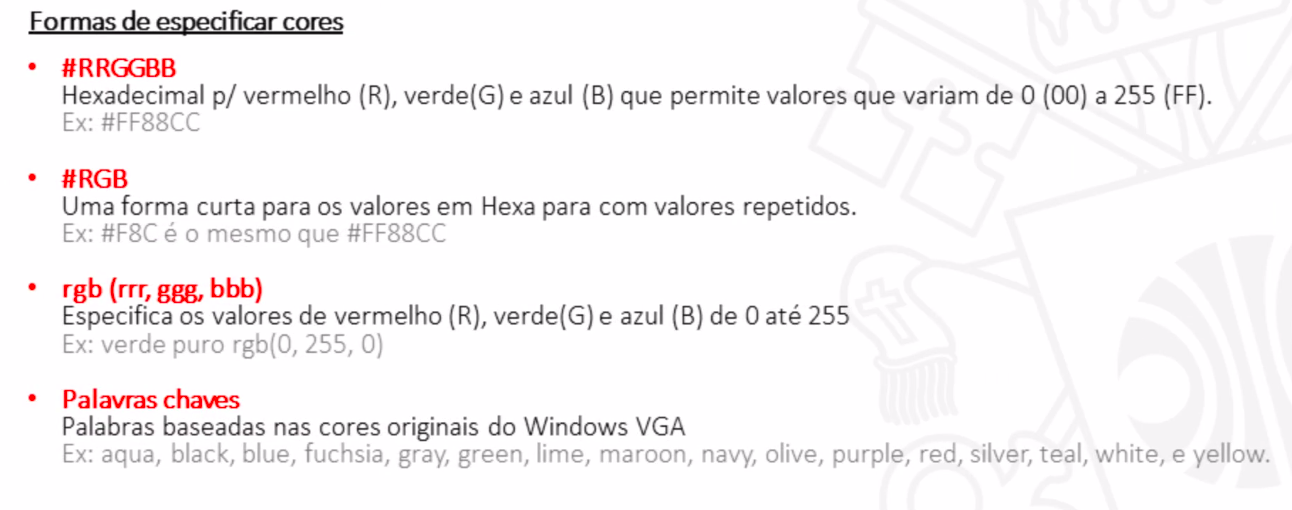 Formas de especificar cores
• #RRGGBB
Hexadecimal p/ vermelho (R), verde(G) e azul (B) que permite valores que variam de 0 (00) a 255 (FF).
Ex: #FF88CC
• #RGB
Uma forma curta para os valores em Hexa para com valores repetidos.
Ex: #F8C é o mesmo que #FF88CC
• rgb (rrr, ggg, bbb)
Especifica os valores de vermelho (R), verde(G) e azul (B) de 0 até 255
Ex: verde puro rgb(0, 255, 0)
• Palavras chaves
Palabras baseadas nas cores originais do Windows VGA
Ex: aqua, black, blue, fuchsia, gray, green, lime, maroon, navy, olive, purple, red, silver, teal, white, e yellow.